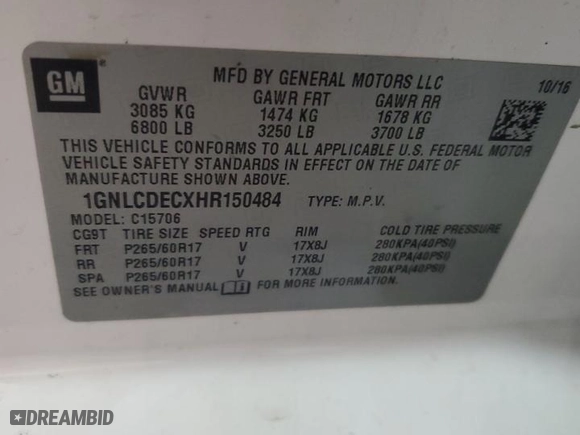 GM
MFD BY GENERAL MOTORS LLC
10/16
GVWR GAWR FRT GAWR RR
3085 KG 1474 KG 1678 KG
6800 LB 3250 LB 3700 LB
THIS VEHICLE CONFORMS TO ALL APPLICABLE U.S. FEDERAL MOTOR
VEHICLE SAFETY STANDARDS IN EFFECT ON THE DATE OF
MANUFACTURE SHOWN ABOVE.
1GNLCDECXHR150484 TYPE: M.P.V.
MODEL: C15706
CG9T TIRE SIZE SPEED RTG RIM COLD TIRE PRESSURE
FRT P265/60R17 V 17X8J 280KPA(40PSI)
RR P265/60R17 V 17X8J 280KPA(40PSI)
SPA P265/60R17 V 17X8J 280KPA(40PSI)
SEE OWNER'S MANUAL FOR MORE INFORMATION.
DREAMBID